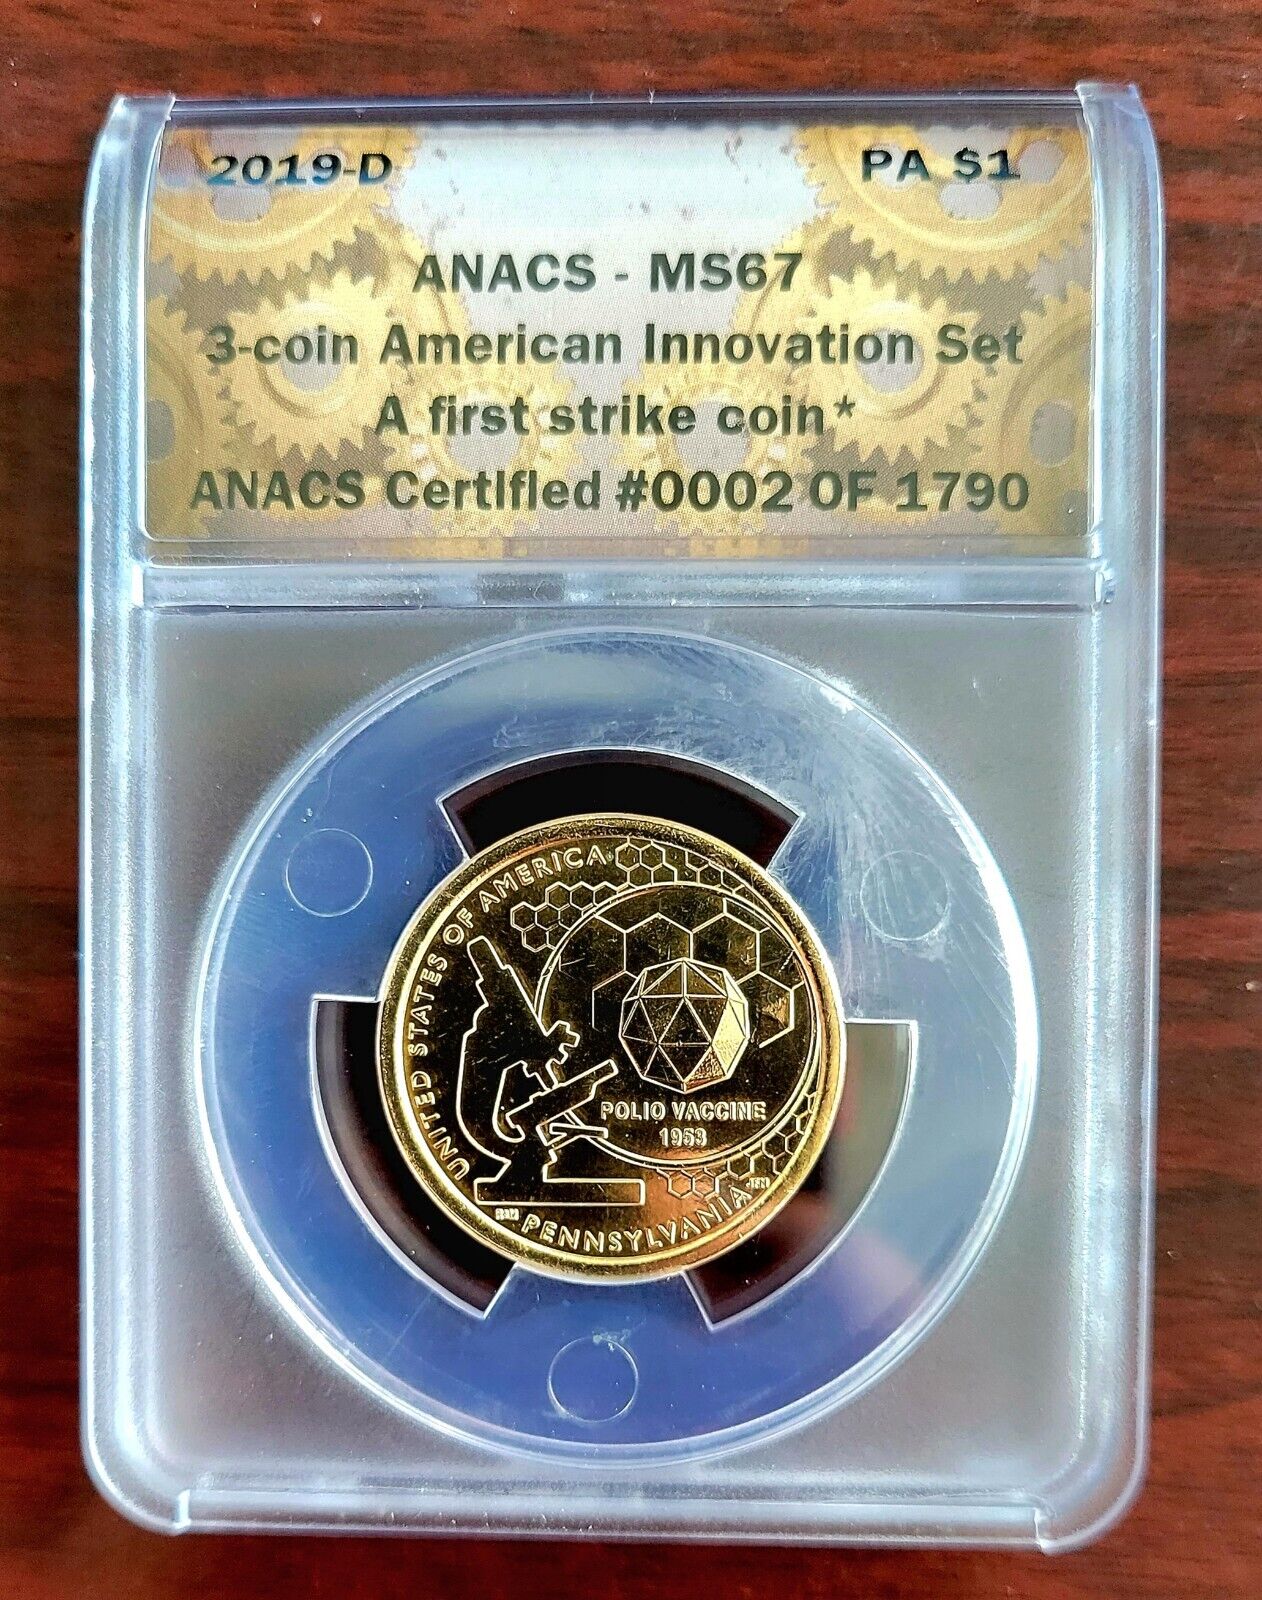 2019-D PA $1
ANACS - MS67
3-coin American Innovation Set
A first strike coin*
ANACS Certified #0002 OF 1790
UNITED STATES OF AMERICA
POLIO VACCINE
1953
PENNSYLVANIA